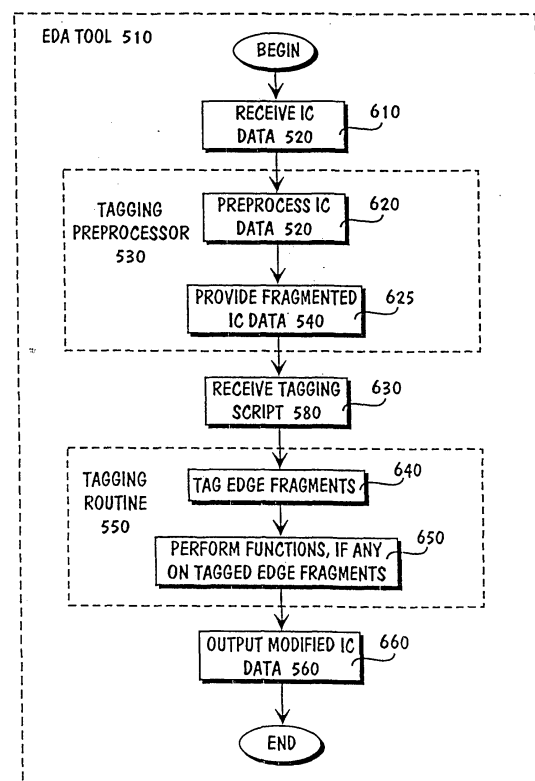 EDA TOOL 510
BEGIN
RECEIVE IC
DATA 520
610
TAGGING
PREPROCESSOR
530
PREPROCESS IC
DATA 520
620
PROVIDE FRAGMENTED
IC DATA 540
625
RECEIVE TAGGING
SCRIPT 580
630
TAGGING
ROUTINE
550
TAG EDGE FRAGMENTS
640
PERFORM FUNCTIONS, IF ANY
ON TAGGED EDGE FRAGMENTS
650
OUTPUT MODIFIED IC
DATA 560
660
END